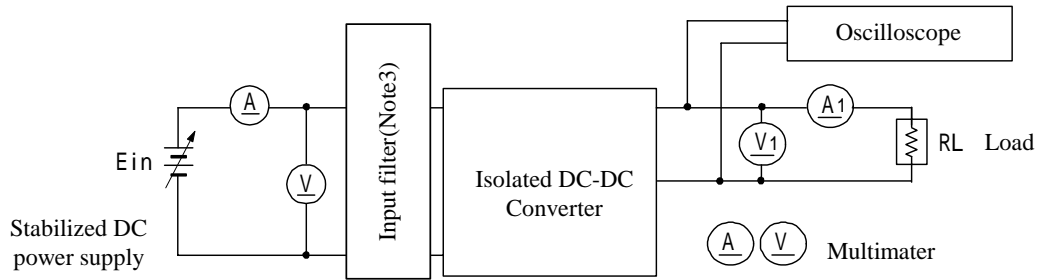 Oscilloscope
A
Input filter(Note3)
A1
Ein
V
Isolated DC-DC
Converter
V1
RL Load
Stabilized DC
power supply
A V Multimater